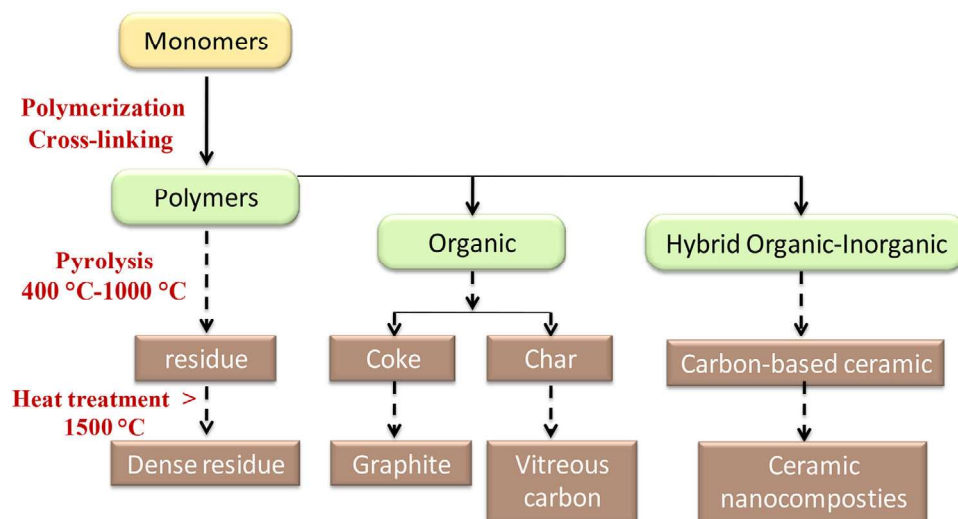 Monomers
Polymerization
Cross-linking
Polymers
Organic
Hybrid Organic-Inorganic
Pyrolysis
400 °C-1000 °C
residue
Coke
Char
Carbon-based ceramic
Heat treatment >
1500 °C
Dense residue
Graphite
Vitreous
carbon
Ceramic
nanocomposties